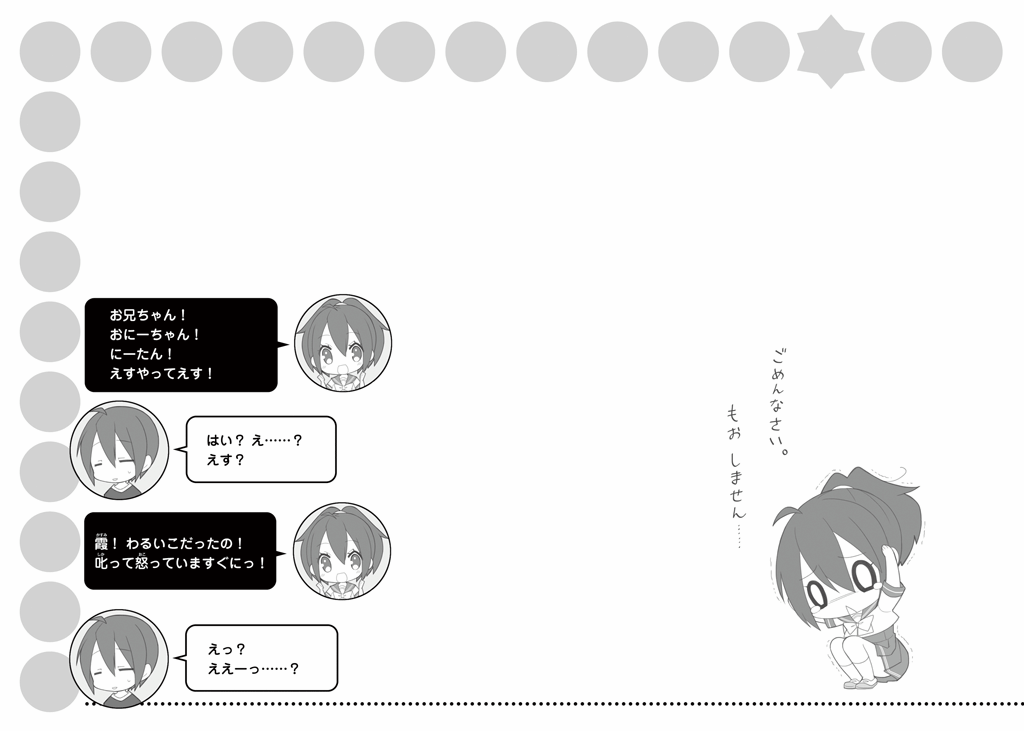 お兄ちゃん！
おにーちゃん！
にーたん！
えすやってえす！
はい？ え……？
えす？
霞！ わるいこだったの！
叱って怒っていますぐにっ！
えっ？
ええーっ……？
ごめんなさい。
もお しません……